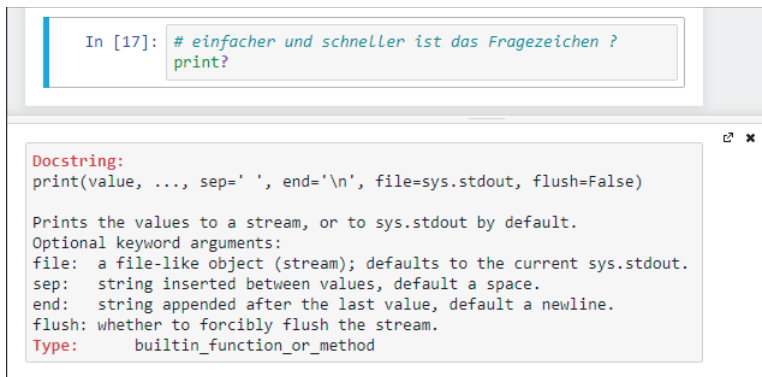 In [17]: # einfacher und schneller ist das Fragezeichen ?
print?
Docstring:
print(value, ..., sep=' ', end='\n', file=sys.stdout, flush=False)
Prints the values to a stream, or to sys.stdout by default.
Optional keyword arguments:
file:  a file-like object (stream); defaults to the current sys.stdout.
sep:   string inserted between values, default a space.
end:   string appended after the last value, default a newline.
flush: whether to forcibly flush the stream.
Type:      builtin_function_or_method